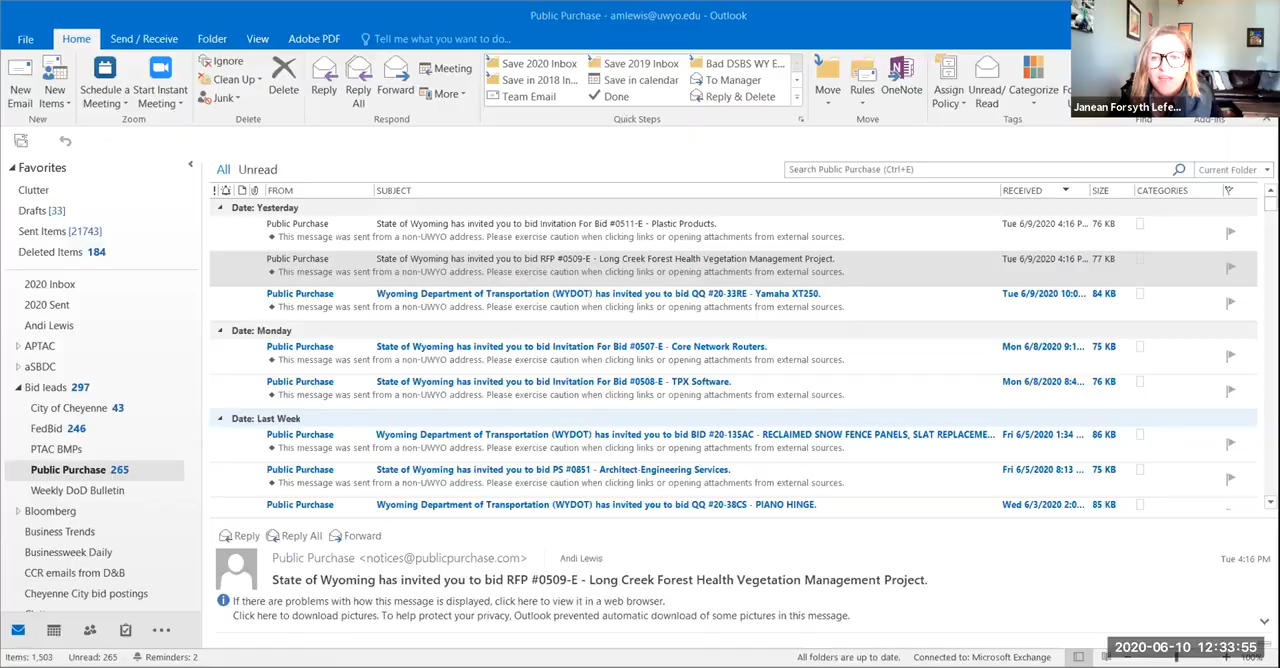 Public Purchase - amlewis@uwyo.edu - Outlook
File Home Send / Receive Folder View Adobe PDF Tell me what you want to do...
New Email New Items Schedule a Meeting Start Instant Meeting Ignore Clean Up Junk Delete Reply Reply All Forward Meeting More
Save 2020 Inbox Save 2019 Inbox Bad DSBS WY E...
Save in 2018 In... Save in calendar To Manager
Team Email Done Reply & Delete
Move Rules OneNote Assign Policy Unread/ Read Categorize
Janean Forsyth Lefe...
New Zoom Delete Respond Quick Steps Move Tags Find Add-ins
Favorites
Clutter
Drafts [33]
Sent Items [21743]
Deleted Items 184
2020 Inbox
2020 Sent
Andi Lewis
APTAC
aSBDC
Bid leads 297
City of Cheyenne 43
FedBid 246
PTAC BMPs
Public Purchase 265
Weekly DoD Bulletin
Bloomberg
Business Trends
Businessweek Daily
CCR emails from D&B
Cheyenne City bid postings
All Unread
Search Public Purchase (Ctrl+E) Current Folder
! FROM SUBJECT RECEIVED SIZE CATEGORIES
Date: Yesterday
Public Purchase State of Wyoming has invited you to bid Invitation For Bid #0511-E - Plastic Products. Tue 6/9/2020 4:16 P... 76 KB
This message was sent from a non-UWYO address. Please exercise caution when clicking links or opening attachments from external sources.
Public Purchase State of Wyoming has invited you to bid RFP #0509-E - Long Creek Forest Health Vegetation Management Project. Tue 6/9/2020 4:16 P... 77 KB
This message was sent from a non-UWYO address. Please exercise caution when clicking links or opening attachments from external sources.
Public Purchase Wyoming Department of Transportation (WYDOT) has invited you to bid QQ #20-33RE - Yamaha XT250. Tue 6/9/2020 10:0... 84 KB
This message was sent from a non-UWYO address. Please exercise caution when clicking links or opening attachments from external sources.
Date: Monday
Public Purchase State of Wyoming has invited you to bid Invitation For Bid #0507-E - Core Network Routers. Mon 6/8/2020 9:1... 75 KB
This message was sent from a non-UWYO address. Please exercise caution when clicking links or opening attachments from external sources.
Public Purchase State of Wyoming has invited you to bid Invitation For Bid #0508-E - TPX Software. Mon 6/8/2020 8:4... 76 KB
This message was sent from a non-UWYO address. Please exercise caution when clicking links or opening attachments from external sources.
Date: Last Week
Public Purchase Wyoming Department of Transportation (WYDOT) has invited you to bid BID #20-135AC - RECLAIMED SNOW FENCE PANELS, SLAT REPLACEME... Fri 6/5/2020 1:34 ... 86 KB
This message was sent from a non-UWYO address. Please exercise caution when clicking links or opening attachments from external sources.
Public Purchase State of Wyoming has invited you to bid PS #0851 - Architect-Engineering Services. Fri 6/5/2020 8:13 ... 75 KB
This message was sent from a non-UWYO address. Please exercise caution when clicking links or opening attachments from external sources.
Public Purchase Wyoming Department of Transportation (WYDOT) has invited you to bid QQ #20-38CS - PIANO HINGE. Wed 6/3/2020 2:0... 85 KB
Reply Reply All Forward
Public Purchase <notices@publicpurchase.com> Andi Lewis Tue 4:16 PM
State of Wyoming has invited you to bid RFP #0509-E - Long Creek Forest Health Vegetation Management Project.
If there are problems with how this message is displayed, click here to view it in a web browser.
Click here to download pictures. To help protect your privacy, Outlook prevented automatic download of some pictures in this message.
2020-06-10 12:33:55
Items: 1,503 Unread: 265 Reminders: 2 All folders are up to date. Connected to: Microsoft Exchange 100%